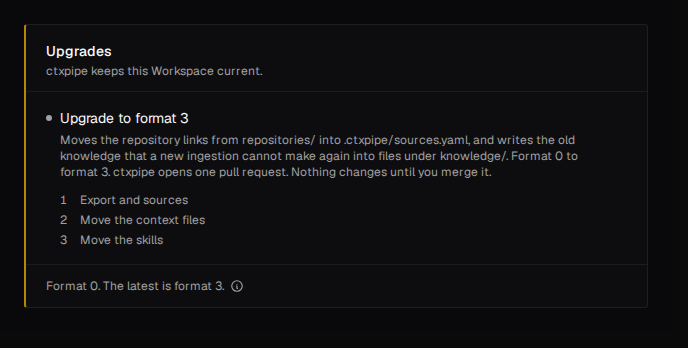 Upgrades
ctxpipe keeps this Workspace current.
Upgrade to format 3
Moves the repository links from repositories/ into .ctxpipe/sources.yaml, and writes the old
knowledge that a new ingestion cannot make again into files under knowledge/. Format 0 to
format 3. ctxpipe opens one pull request. Nothing changes until you merge it.
1 Export and sources
2 Move the context files
3 Move the skills
Format 0. The latest is format 3.